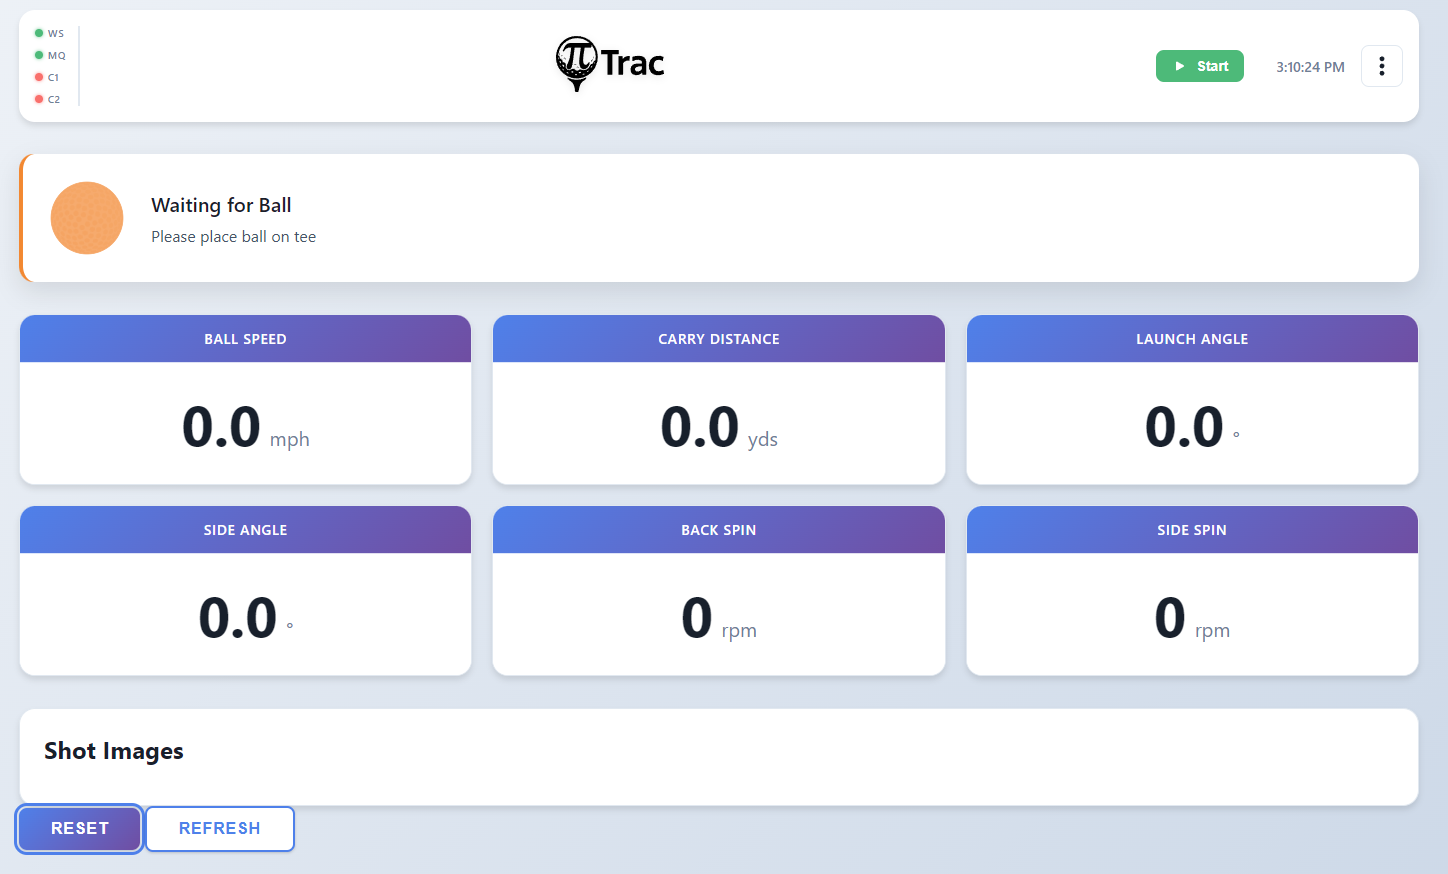 WS
MQ
C1
C2
πTrac
Start
3:10:24 PM
Waiting for Ball
Please place ball on tee
BALL SPEED
0.0 mph
CARRY DISTANCE
0.0 yds
LAUNCH ANGLE
0.0 °
SIDE ANGLE
0.0 °
BACK SPIN
0 rpm
SIDE SPIN
0 rpm
Shot Images
RESET
REFRESH